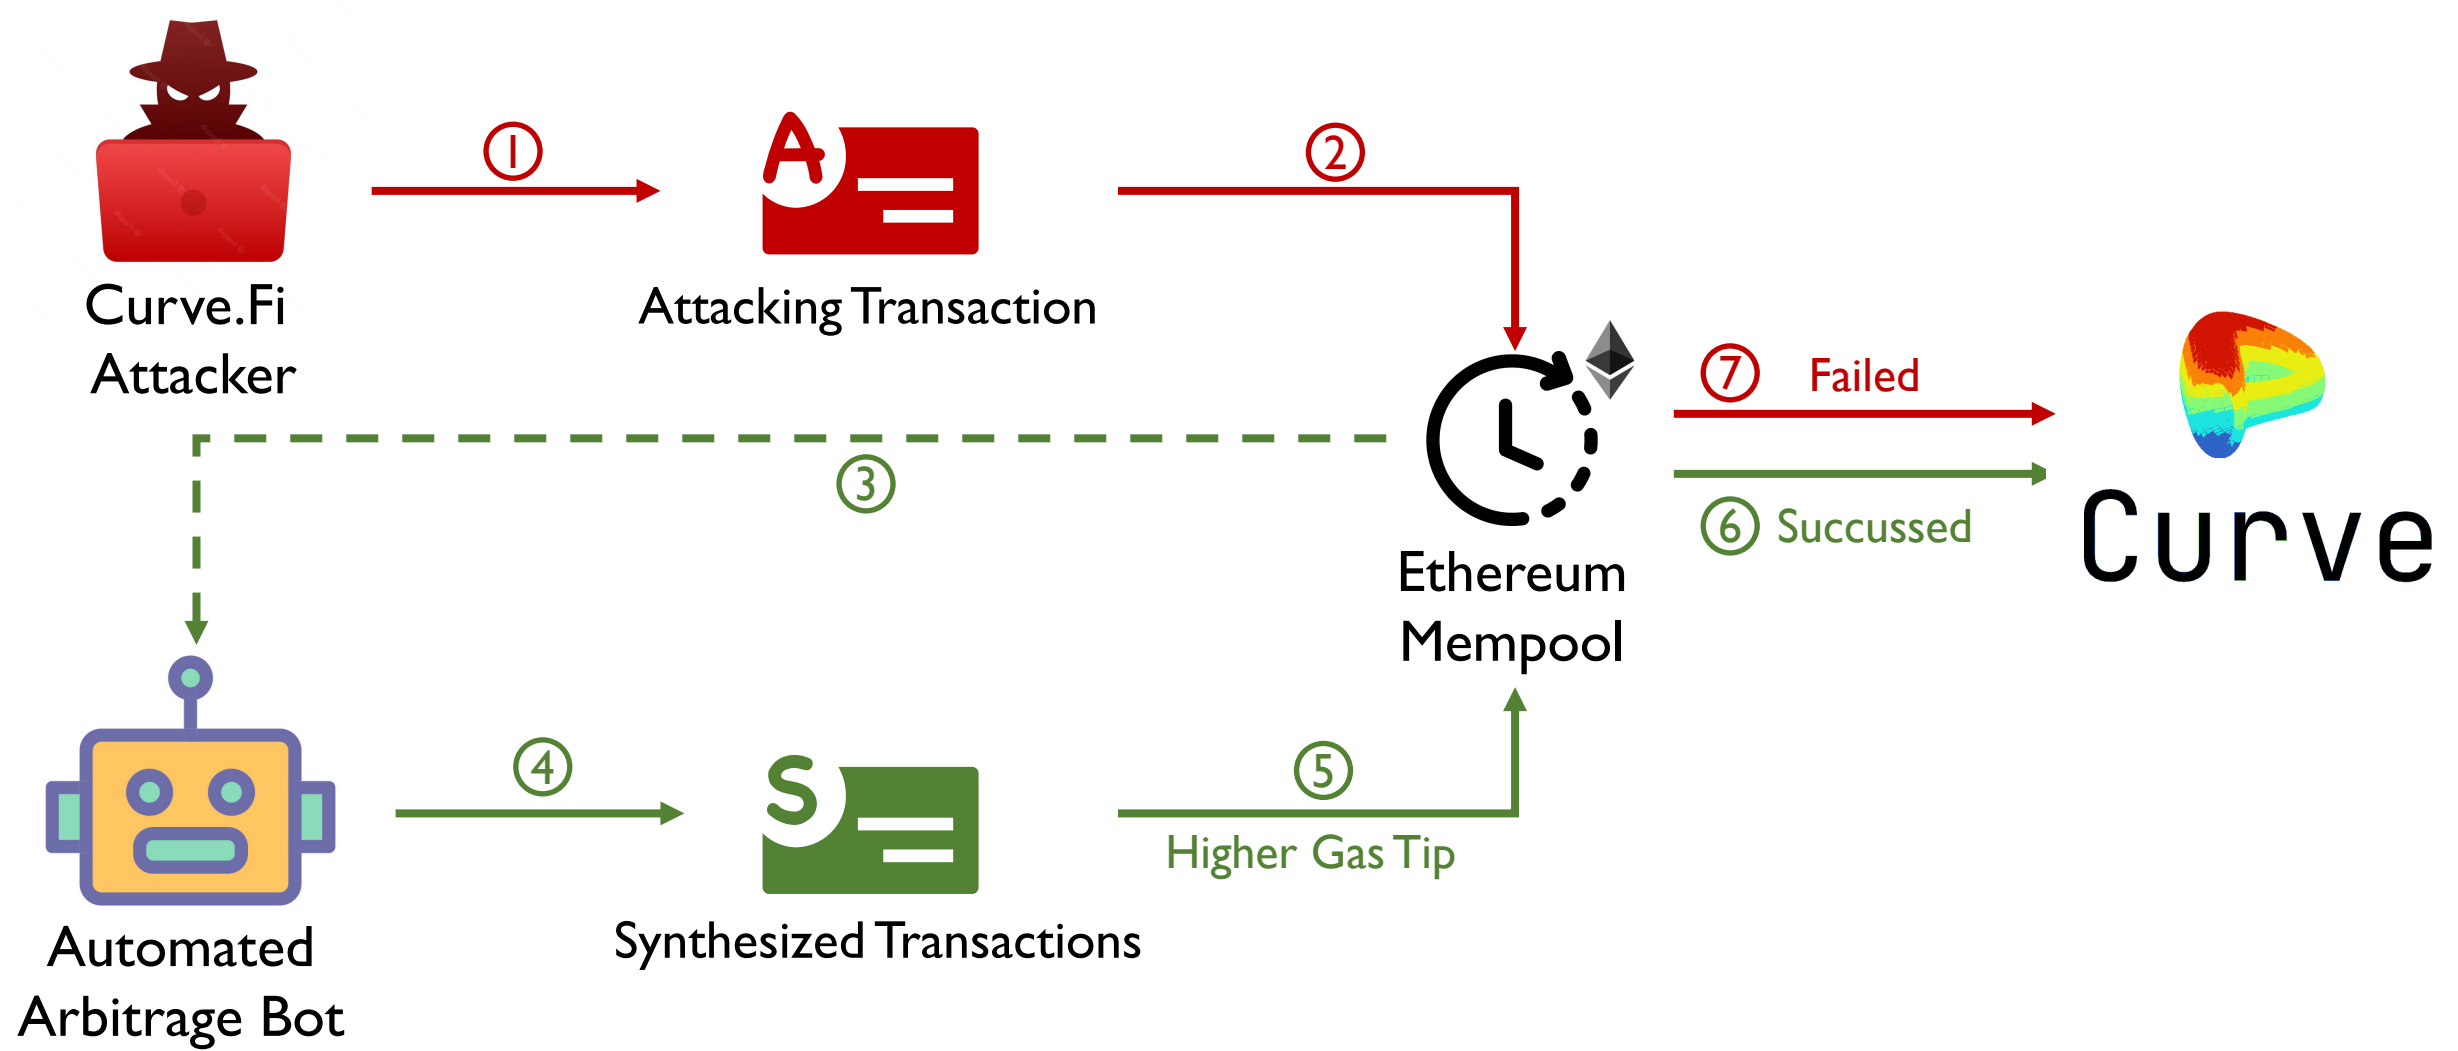 ①
②
A
Curve.Fi
Attacker
Attacking Transaction
⑦ Failed
③
⑥ Succussed
Curve
Ethereum
Mempool
④
⑤
S
Higher Gas Tip
Synthesized Transactions
Automated
Arbitrage Bot